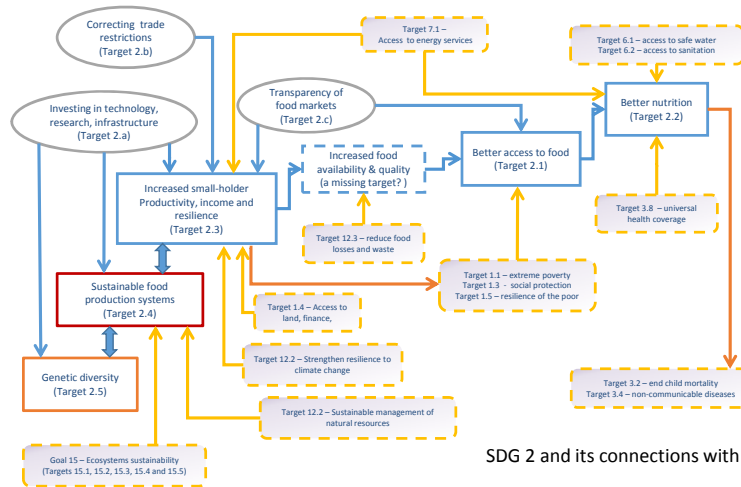 Correcting trade
restrictions
(Target 2.b)
Target 7.1 –
Access to energy services
Target 6.1 – access to safe water
Target 6.2 – access to sanitation
Investing in technology,
research, infrastructure
(Target 2.a)
Transparency of
food markets
(Target 2.c)
Better nutrition
(Target 2.2)
Increased food
availability & quality
(a missing target? )
Better access to food
(Target 2.1)
Increased small-holder
Productivity, income and
resilience
(Target 2.3)
Target 3.8 – universal
health coverage
Target 12.3 – reduce food
losses and waste
Target 1.1 – extreme poverty
Target 1.3 - social protection
Target 1.5 – resilience of the poor
Sustainable food
production systems
(Target 2.4)
Target 1.4 – Access to
land, finance,
Target 12.2 – Strengthen resilience to
climate change
Genetic diversity
(Target 2.5)
Target 3.2 – end child mortality
Target 3.4 – non-communicable diseases
Target 12.2 – Sustainable management of
natural resources
Goal 15 – Ecosystems sustainability
(Targets 15.1, 15.2, 15.3, 15.4 and 15.5)
SDG 2 and its connections with